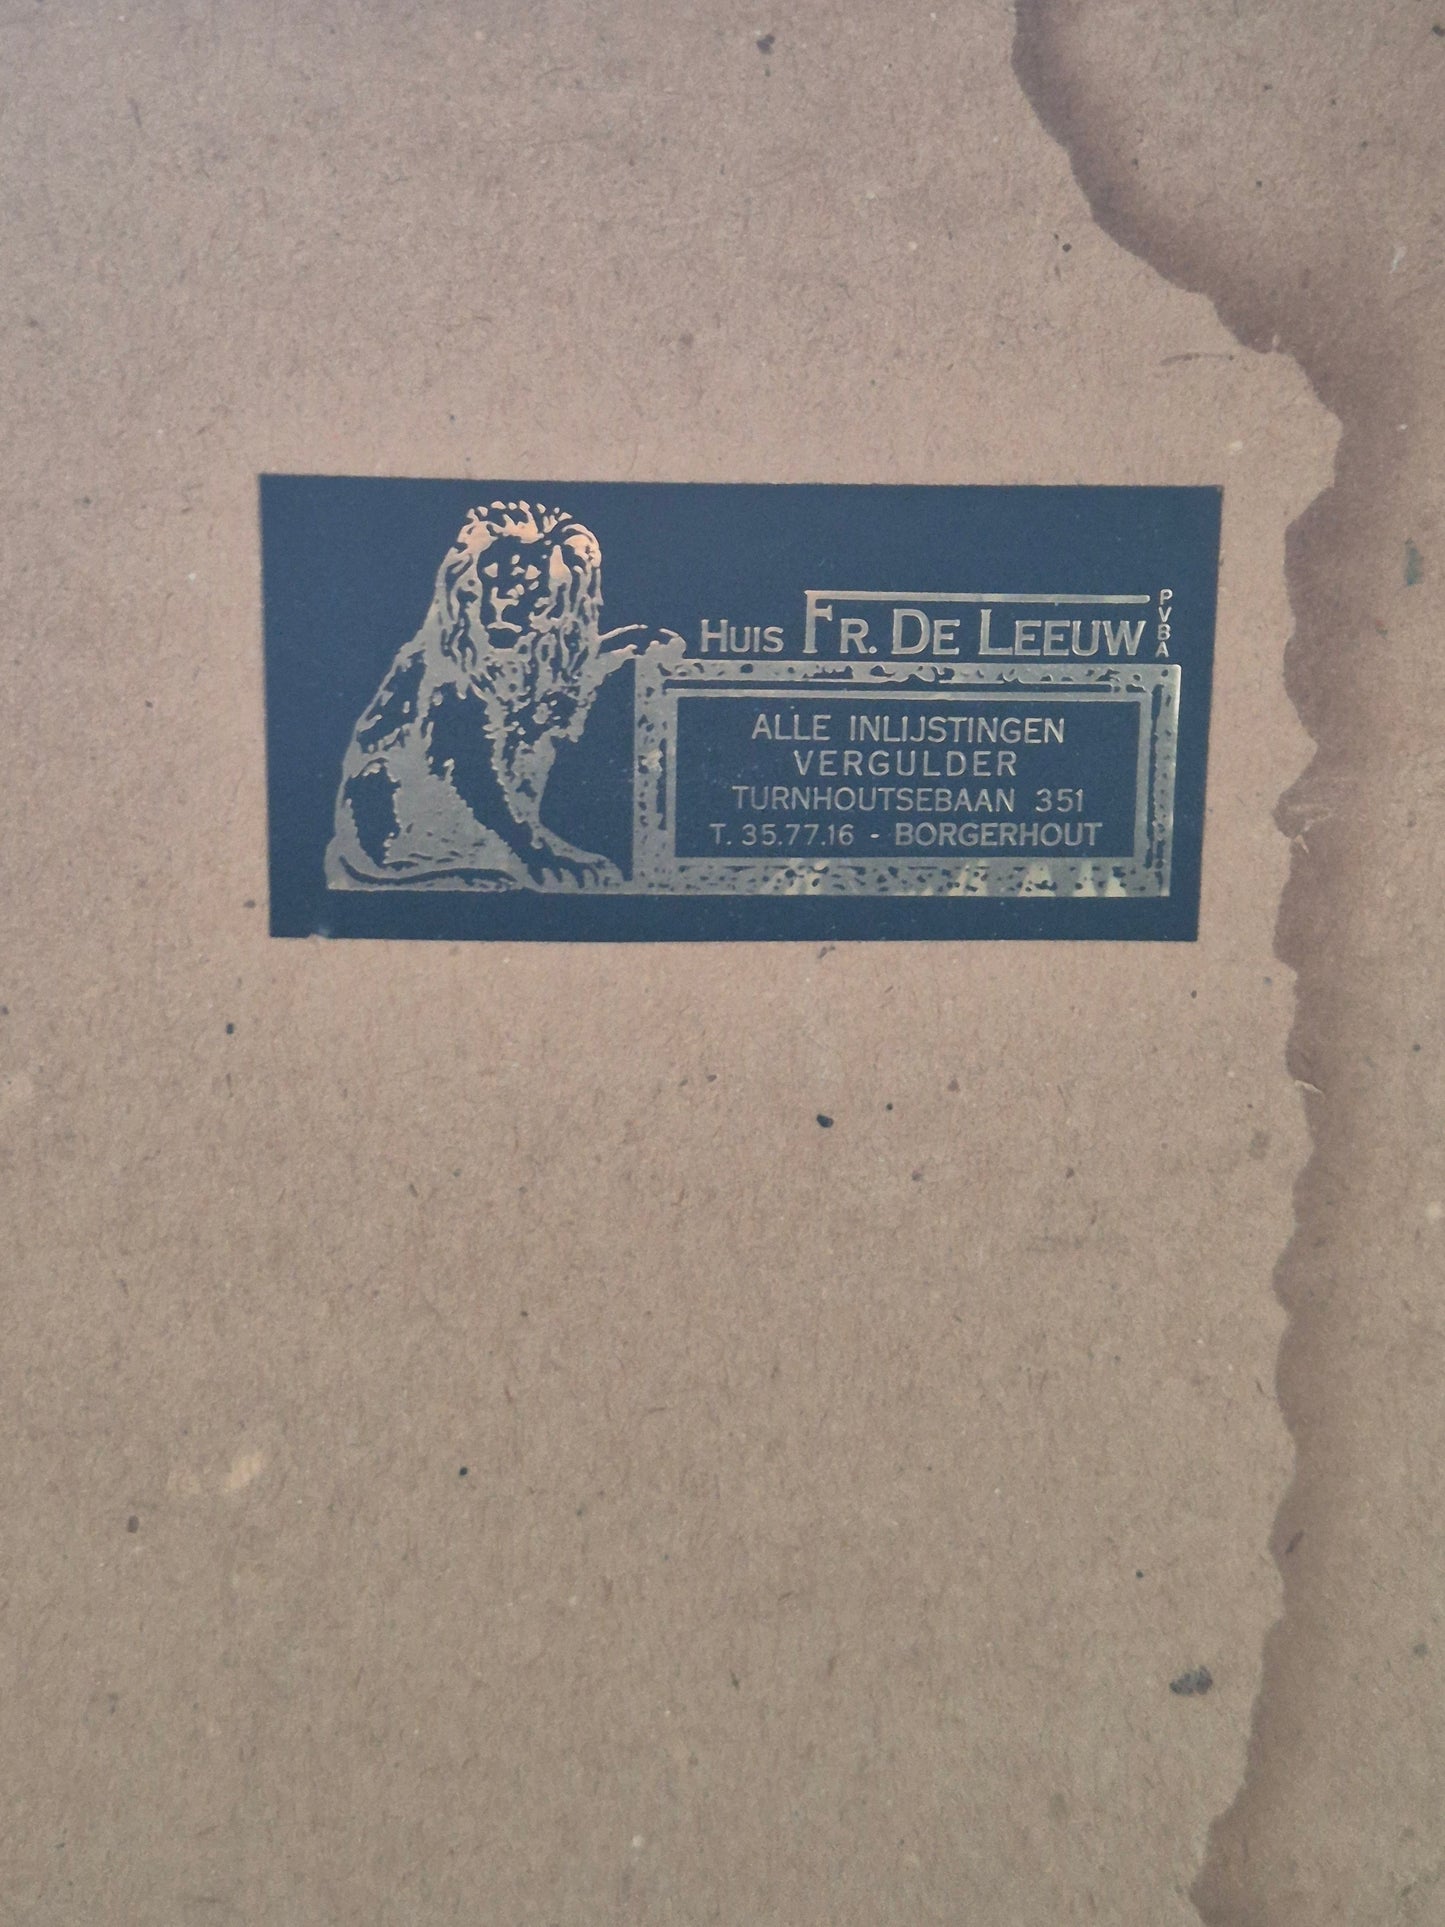 Huis Fr. De Leeuw PVBA
ALLE INLIJSTINGEN
VERGULDER
TURNHOUTSEBAAN 351
T. 35.77.16 - BORGERHOUT